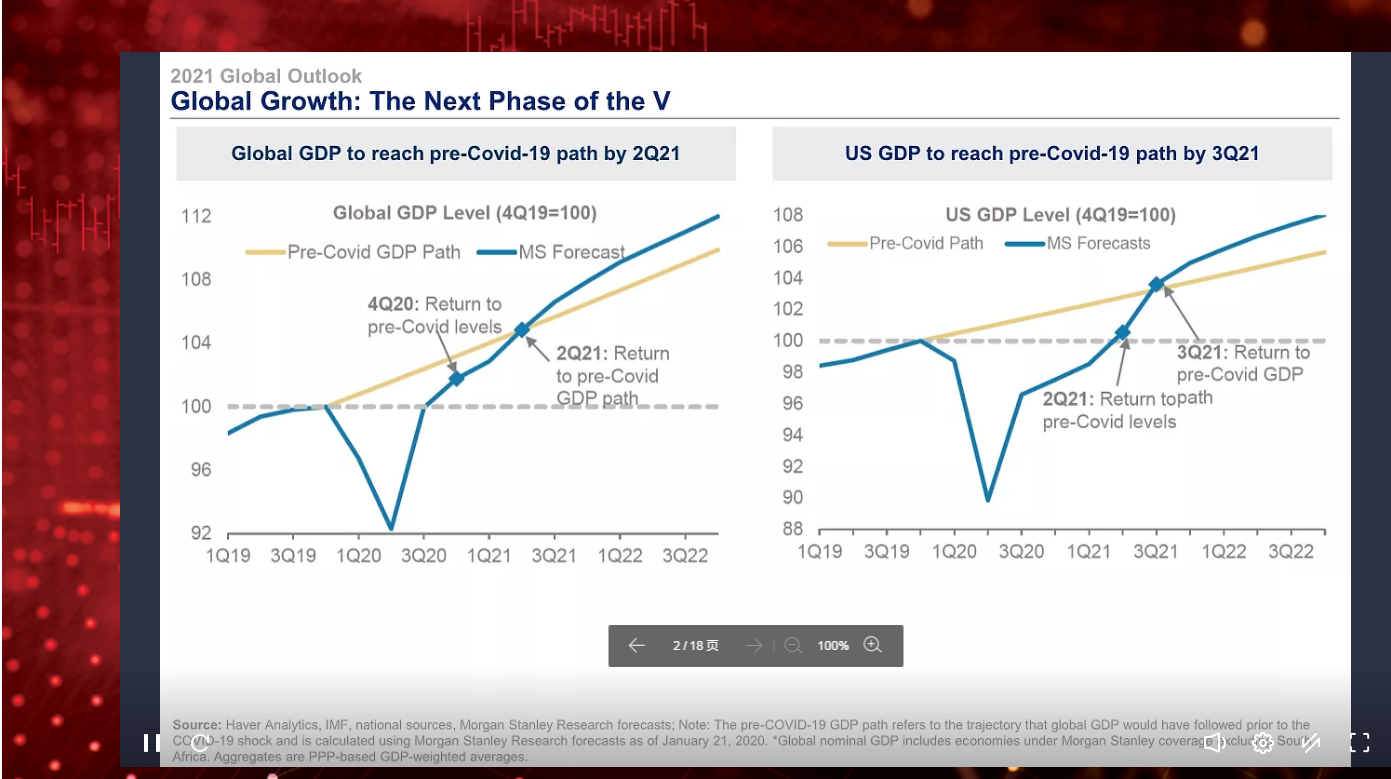 2021 Global Outlook
Global Growth: The Next Phase of the V
Global GDP to reach pre-Covid-19 path by 2Q21
Global GDP Level (4Q19=100)
Pre-Covid GDP Path
MS Forecast
112
108
104
100
96
92
4Q20: Return to
pre-Covid levels
2Q21: Return
to pre-Covid
GDP path
1Q19 3Q19 1Q20 3Q20 1Q21 3Q21 1Q22 3Q22
US GDP to reach pre-Covid-19 path by 3Q21
US GDP Level (4Q19=100)
Pre-Covid Path
MS Forecasts
108
106
104
102
100
98
96
94
92
90
88
3Q21: Return to
pre-Covid GDP
path
2Q21: Return to
pre-Covid levels
1Q19 3Q19 1Q20 3Q20 1Q21 3Q21 1Q22 3Q22
2 / 18 页
100%
Source: Haver Analytics, IMF, national sources, Morgan Stanley Research forecasts; Note: The pre-COVID-19 GDP path refers to the trajectory that global GDP would have followed prior to the
COVID-19 shock and is calculated using Morgan Stanley Research forecasts as of January 21, 2020. *Global nominal GDP includes economies under Morgan Stanley coverage excluding South
Africa. Aggregates are PPP-based GDP-weighted averages.